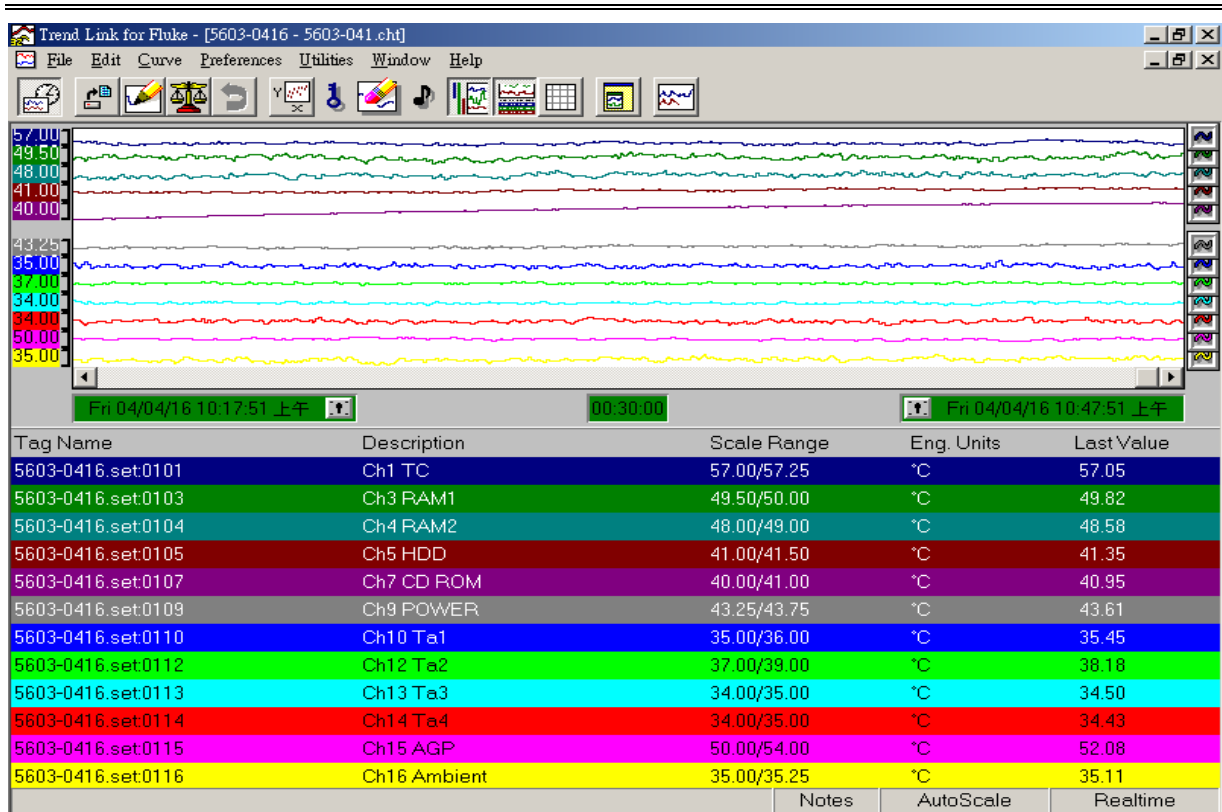 Trend Link for Fluke - [5603-0416 - 5603-041.cht]
File Edit Curve Preferences Utilities Window Help
57.00
49.50
48.00
41.00
40.00
43.25
35.00
37.00
34.00
34.00
50.00
35.00
Fri 04/04/16 10:17:51 上午 00:30:00 Fri 04/04/16 10:47:51 上午
Tag Name Description Scale Range Eng. Units Last Value
5603-0416.set:0101 Ch1 TC 57.00/57.25 °C 57.05
5603-0416.set:0103 Ch3 RAM1 49.50/50.00 °C 49.82
5603-0416.set:0104 Ch4 RAM2 48.00/49.00 °C 48.58
5603-0416.set:0105 Ch5 HDD 41.00/41.50 °C 41.35
5603-0416.set:0107 Ch7 CD ROM 40.00/41.00 °C 40.95
5603-0416.set:0109 Ch9 POWER 43.25/43.75 °C 43.61
5603-0416.set:0110 Ch10 Ta1 35.00/36.00 °C 35.45
5603-0416.set:0112 Ch12 Ta2 37.00/39.00 °C 38.18
5603-0416.set:0113 Ch13 Ta3 34.00/35.00 °C 34.50
5603-0416.set:0114 Ch14 Ta4 34.00/35.00 °C 34.43
5603-0416.set:0115 Ch15 AGP 50.00/54.00 °C 52.08
5603-0416.set:0116 Ch16 Ambient 35.00/35.25 °C 35.11
Notes AutoScale Realtime